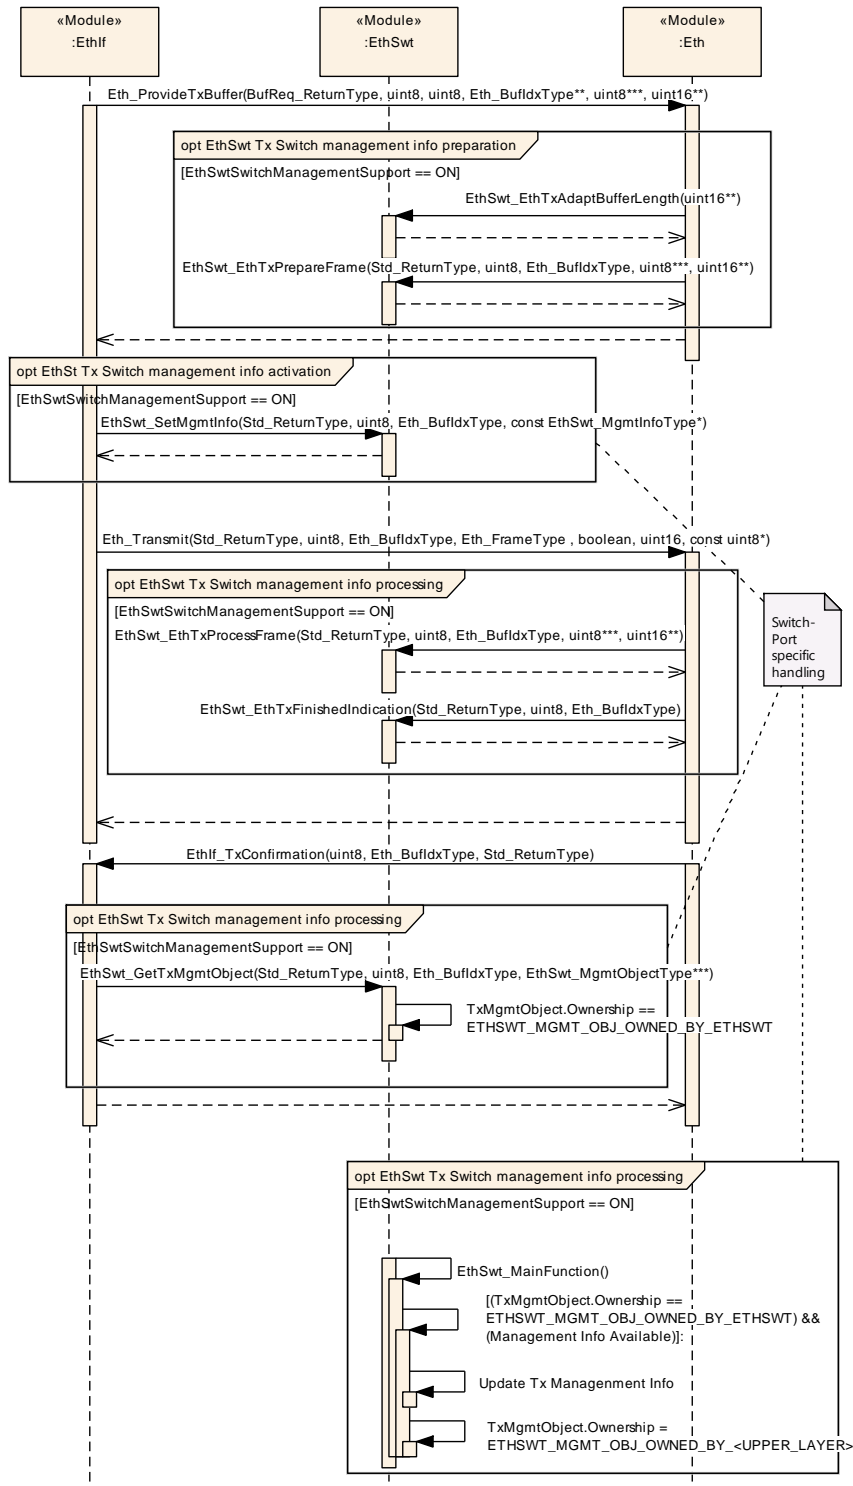 «Module»
:EthIf
«Module»
:EthSwt
«Module»
:Eth
Eth_ProvideTxBuffer(BufReq_ReturnType, uint8, uint8, Eth_BufIdxType**, uint8***, uint16**)
opt EthSwt Tx Switch management info preparation
[EthSwtSwitchManagementSupport == ON]
EthSwt_EthTxAdaptBufferLength(uint16**)
EthSwt_EthTxPrepareFrame(Std_ReturnType, uint8, Eth_BufIdxType, uint8***, uint16**)
opt EthSt Tx Switch management info activation
[EthSwtSwitchManagementSupport == ON]
EthSwt_SetMgmtInfo(Std_ReturnType, uint8, Eth_BufIdxType, const EthSwt_MgmtInfoType*)
Eth_Transmit(Std_ReturnType, uint8, Eth_BufIdxType, Eth_FrameType , boolean, uint16, const uint8*)
opt EthSwt Tx Switch management info processing
[EthSwtSwitchManagementSupport == ON]
EthSwt_EthTxProcessFrame(Std_ReturnType, uint8, Eth_BufIdxType, uint8***, uint16**)
Switch-
Port
specific
handling
EthSwt_EthTxFinishedIndication(Std_ReturnType, uint8, Eth_BufIdxType)
EthIf_TxConfirmation(uint8, Eth_BufIdxType, Std_ReturnType)
opt EthSwt Tx Switch management info processing
[EthSwtSwitchManagementSupport == ON]
EthSwt_GetTxMgmtObject(Std_ReturnType, uint8, Eth_BufIdxType, EthSwt_MgmtObjectType***)
TxMgmtObject.Ownership ==
ETHSWT_MGMT_OBJ_OWNED_BY_ETHSWT
opt EthSwt Tx Switch management info processing
[EthSwtSwitchManagementSupport == ON]
EthSwt_MainFunction()
[(TxMgmtObject.Ownership ==
ETHSWT_MGMT_OBJ_OWNED_BY_ETHSWT) &&
(Management Info Available)]:
Update Tx Managenment Info
TxMgmtObject.Ownership =
ETHSWT_MGMT_OBJ_OWNED_BY_<UPPER_LAYER>